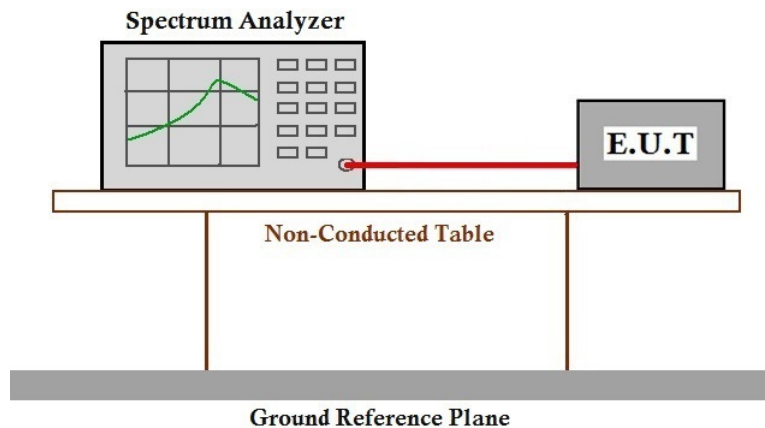 Spectrum Analyzer
E.U.T
Non-Conducted Table
Ground Reference Plane